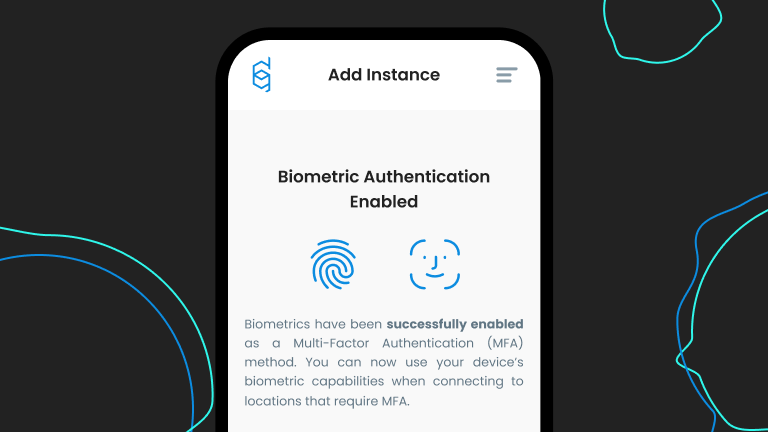 Add Instance
Biometric Authentication
Enabled
Biometrics have been successfully enabled
as a Multi-Factor Authentication (MFA)
method. You can now use your device’s
biometric capabilities when connecting to
locations that require MFA.